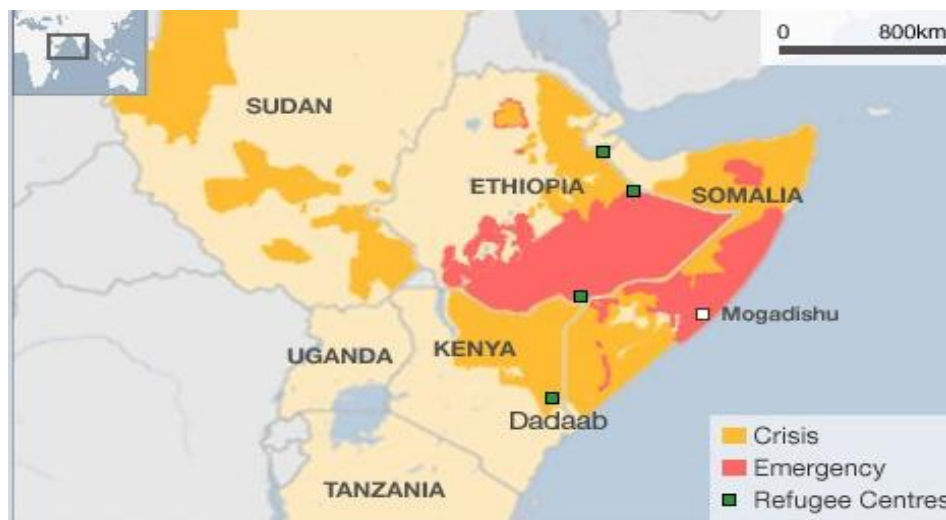 0 800km
SUDAN
ETHIOPIA
SOMALIA
Mogadishu
UGANDA
KENYA
Dadaab
TANZANIA
Crisis
Emergency
Refugee Centres